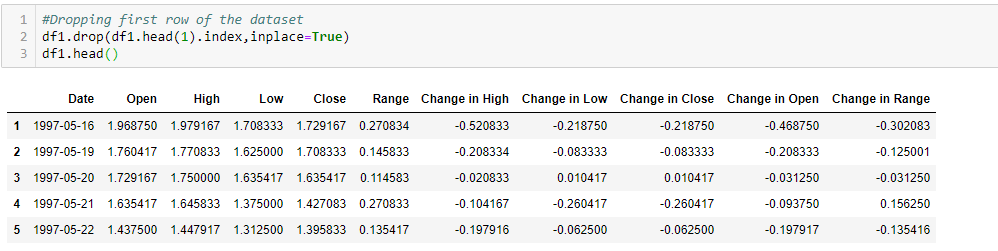 1 #Dropping first row of the dataset
2 df1.drop(df1.head(1).index,inplace=True)
3 df1.head()
Date Open High Low Close Range Change in High Change in Low Change in Close Change in Open Change in Range
1 1997-05-16 1.968750 1.979167 1.708333 1.729167 0.270834 -0.520833 -0.218750 -0.218750 -0.468750 -0.302083
2 1997-05-19 1.760417 1.770833 1.625000 1.708333 0.145833 -0.208334 -0.083333 -0.083333 -0.208333 -0.125001
3 1997-05-20 1.729167 1.750000 1.635417 1.635417 0.114583 -0.020833 0.010417 0.010417 -0.031250 -0.031250
4 1997-05-21 1.635417 1.645833 1.375000 1.427083 0.270833 -0.104167 -0.260417 -0.260417 -0.093750 0.156250
5 1997-05-22 1.437500 1.447917 1.312500 1.395833 0.135417 -0.197916 -0.062500 -0.062500 -0.197917 -0.135416